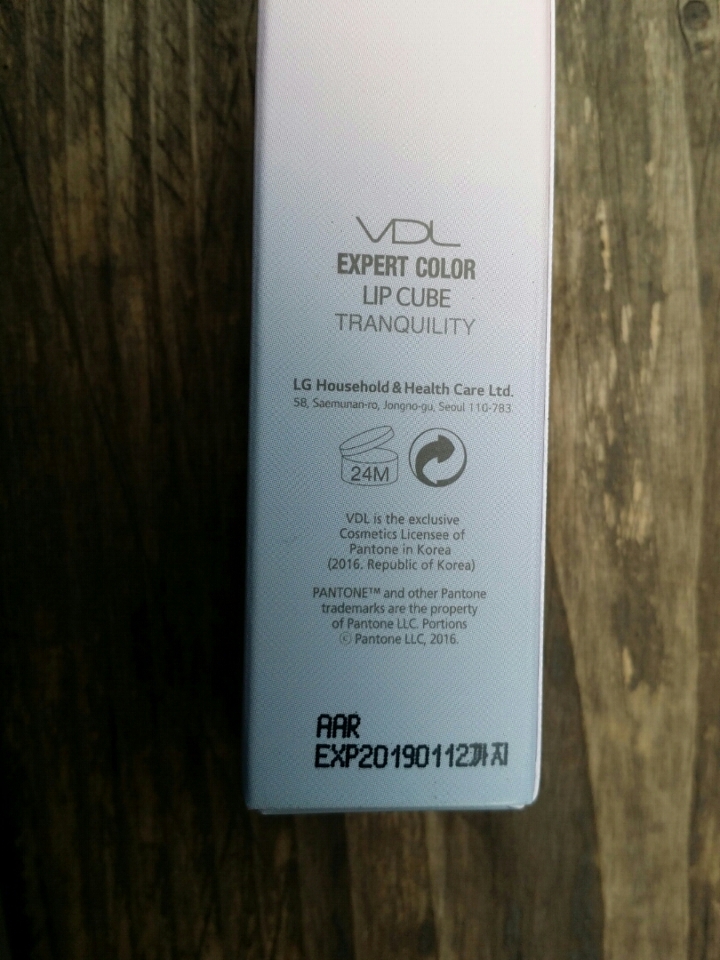 VDL
EXPERT COLOR
LIP CUBE
TRANQUILITY
LG Household & Health Care Ltd.
58, Saemunan-ro, Jongno-gu, Seoul 110-783
24M
VDL is the exclusive
Cosmetics Licensee of
Pantone in Korea
(2016. Republic of Korea)
PANTONE™ and other Pantone
trademarks are the property
of Pantone LLC. Portions
ⓒ Pantone LLC, 2016.
AAR
EXP20190112까지